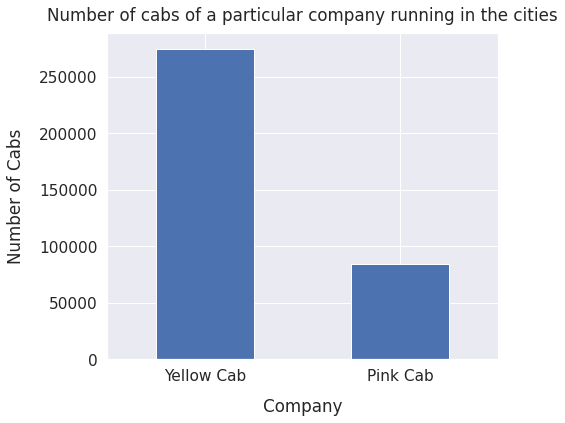 Number of cabs of a particular company running in the cities
Number of Cabs
250000
200000
150000
100000
50000
0
Yellow Cab
Pink Cab
Company